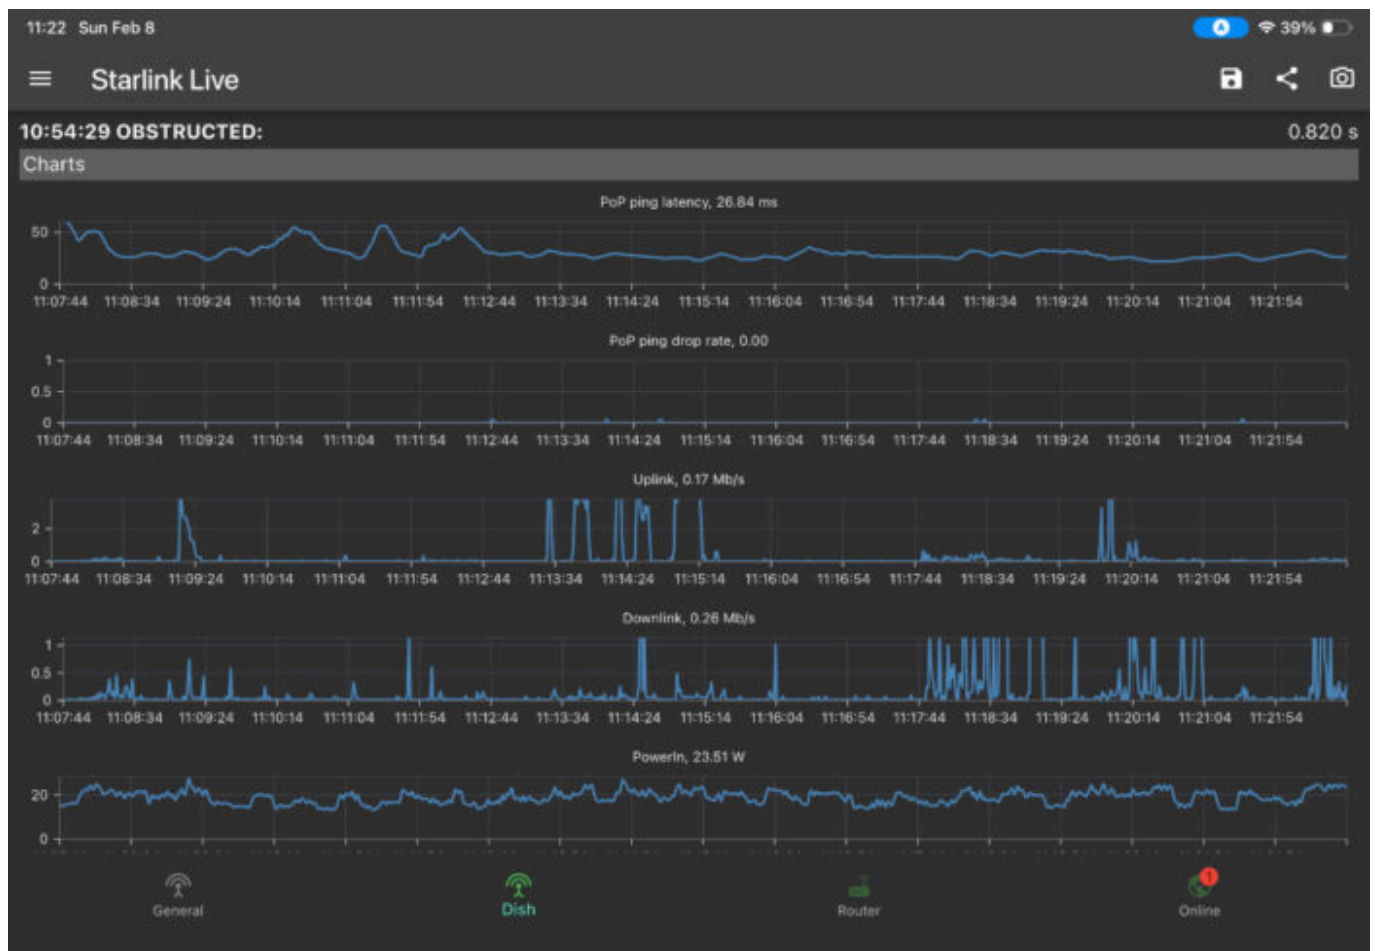 11:22 Sun Feb 8 39%
Starlink Live
10:54:29 OBSTRUCTED: 0.820 s
Charts
PoP ping latency, 26.84 ms
50
0
11:07:44 11:08:34 11:09:24 11:10:14 11:11:04 11:11:54 11:12:44 11:13:34 11:14:24 11:15:14 11:16:04 11:16:54 11:17:44 11:18:34 11:19:24 11:20:14 11:21:04 11:21:54
PoP ping drop rate, 0.00
1
0.5
0
11:07:44 11:08:34 11:09:24 11:10:14 11:11:04 11:11:54 11:12:44 11:13:34 11:14:24 11:15:14 11:16:04 11:16:54 11:17:44 11:18:34 11:19:24 11:20:14 11:21:04 11:21:54
Uplink, 0.17 Mb/s
2
0
11:07:44 11:08:34 11:09:24 11:10:14 11:11:04 11:11:54 11:12:44 11:13:34 11:14:24 11:15:14 11:16:04 11:16:54 11:17:44 11:18:34 11:19:24 11:20:14 11:21:04 11:21:54
Downlink, 0.26 Mb/s
1
0.5
0
11:07:44 11:08:34 11:09:24 11:10:14 11:11:04 11:11:54 11:12:44 11:13:34 11:14:24 11:15:14 11:16:04 11:16:54 11:17:44 11:18:34 11:19:24 11:20:14 11:21:04 11:21:54
PowerIn, 23.51 W
20
0
1
General Dish Router Online